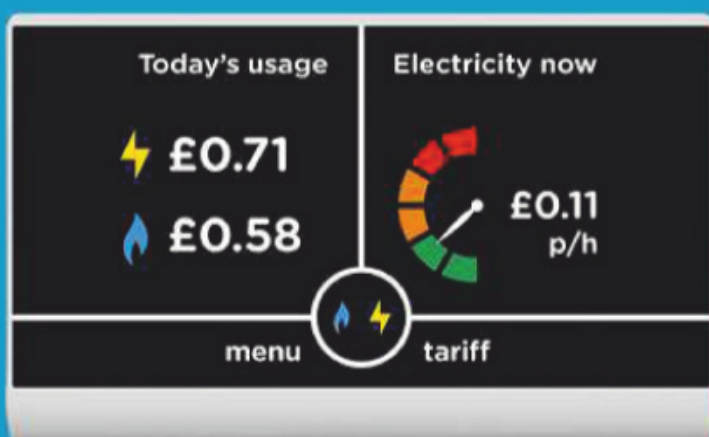 Today's usage
£0.71
£0.58
Electricity now
£0.11
p/h
menu
tariff